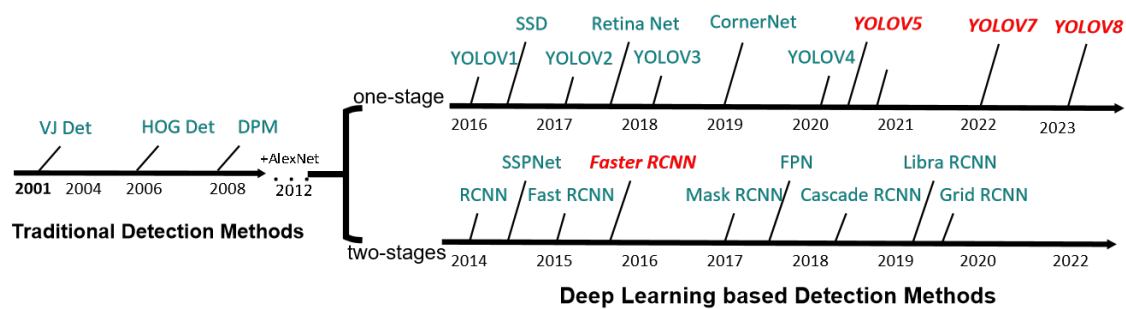 SSD Retina Net CornerNet YOLOV5 YOLOV7 YOLOV8
YOLOV1 YOLOV2 YOLOV3 YOLOV4
one-stage
2016 2017 2018 2019 2020 2021 2022 2023
VJ Det HOG Det DPM
+AlexNet
2001 2004 2006 2008 2012
Traditional Detection Methods
SSPNet Faster RCNN FPN Libra RCNN
RCNN Fast RCNN Mask RCNN Cascade RCNN Grid RCNN
two-stages
2014 2015 2016 2017 2018 2019 2020 2022
Deep Learning based Detection Methods